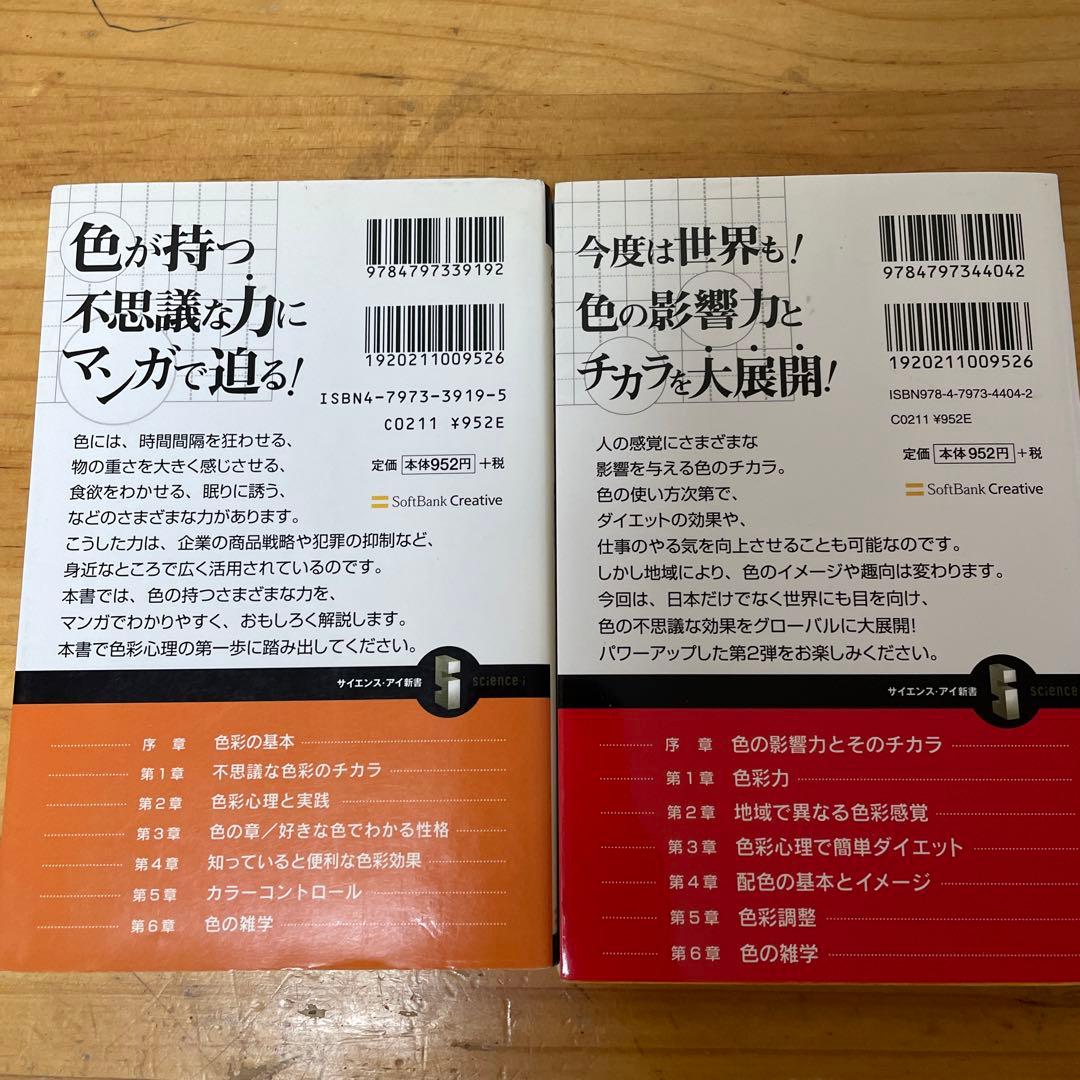 色が持つ
不思議な力に
マンガで迫る!
9784797339192
1920211009526
ISBN4-7973-3919-5
C0211 ¥952E
定価 本体952円 +税
SoftBank Creative
色には、時間間隔を狂わせる、
物の重さを大きく感じさせる、
食欲をわかせる、眠りに誘う、
などのさまざまな力があります。
こうした力は、企業の商品戦略や犯罪の抑制など、
身近なところで広く活用されているのです。
本書では、色の持つさまざまな力を、
マンガでわかりやすく、おもしろく解説します。
本書で色彩心理の第一歩に踏み出してください。
サイエンス・アイ新書
Si
science・i
序 章 色彩の基本
第1章 不思議な色彩のチカラ
第2章 色彩心理と実践
第3章 色の章/好きな色でわかる性格
第4章 知っていると便利な色彩効果
第5章 カラーコントロール
第6章 色の雑学
今度は世界も!
色の影響力と
チカラを大展開!
9784797344042
1920211009526
ISBN978-4-7973-4404-2
C0211 ¥952E
定価 本体952円 +税
SoftBank Creative
人の感覚にさまざまな
影響を与える色のチカラ。
色の使い方次第で、
ダイエットの効果や、
仕事のやる気を向上させることも可能なのです。
しかし地域により、色のイメージや趣向は変わります。
今回は、日本だけでなく世界にも目を向け、
色の不思議な効果をグローバルに大展開!
パワーアップした第2弾をお楽しみください。
サイエンス・アイ新書
Si
science
序 章 色の影響力とそのチカラ
第1章 色彩力
第2章 地域で異なる色彩感覚
第3章 色彩心理で簡単ダイエット
第4章 配色の基本とイメージ
第5章 色彩調整
第6章 色の雑学